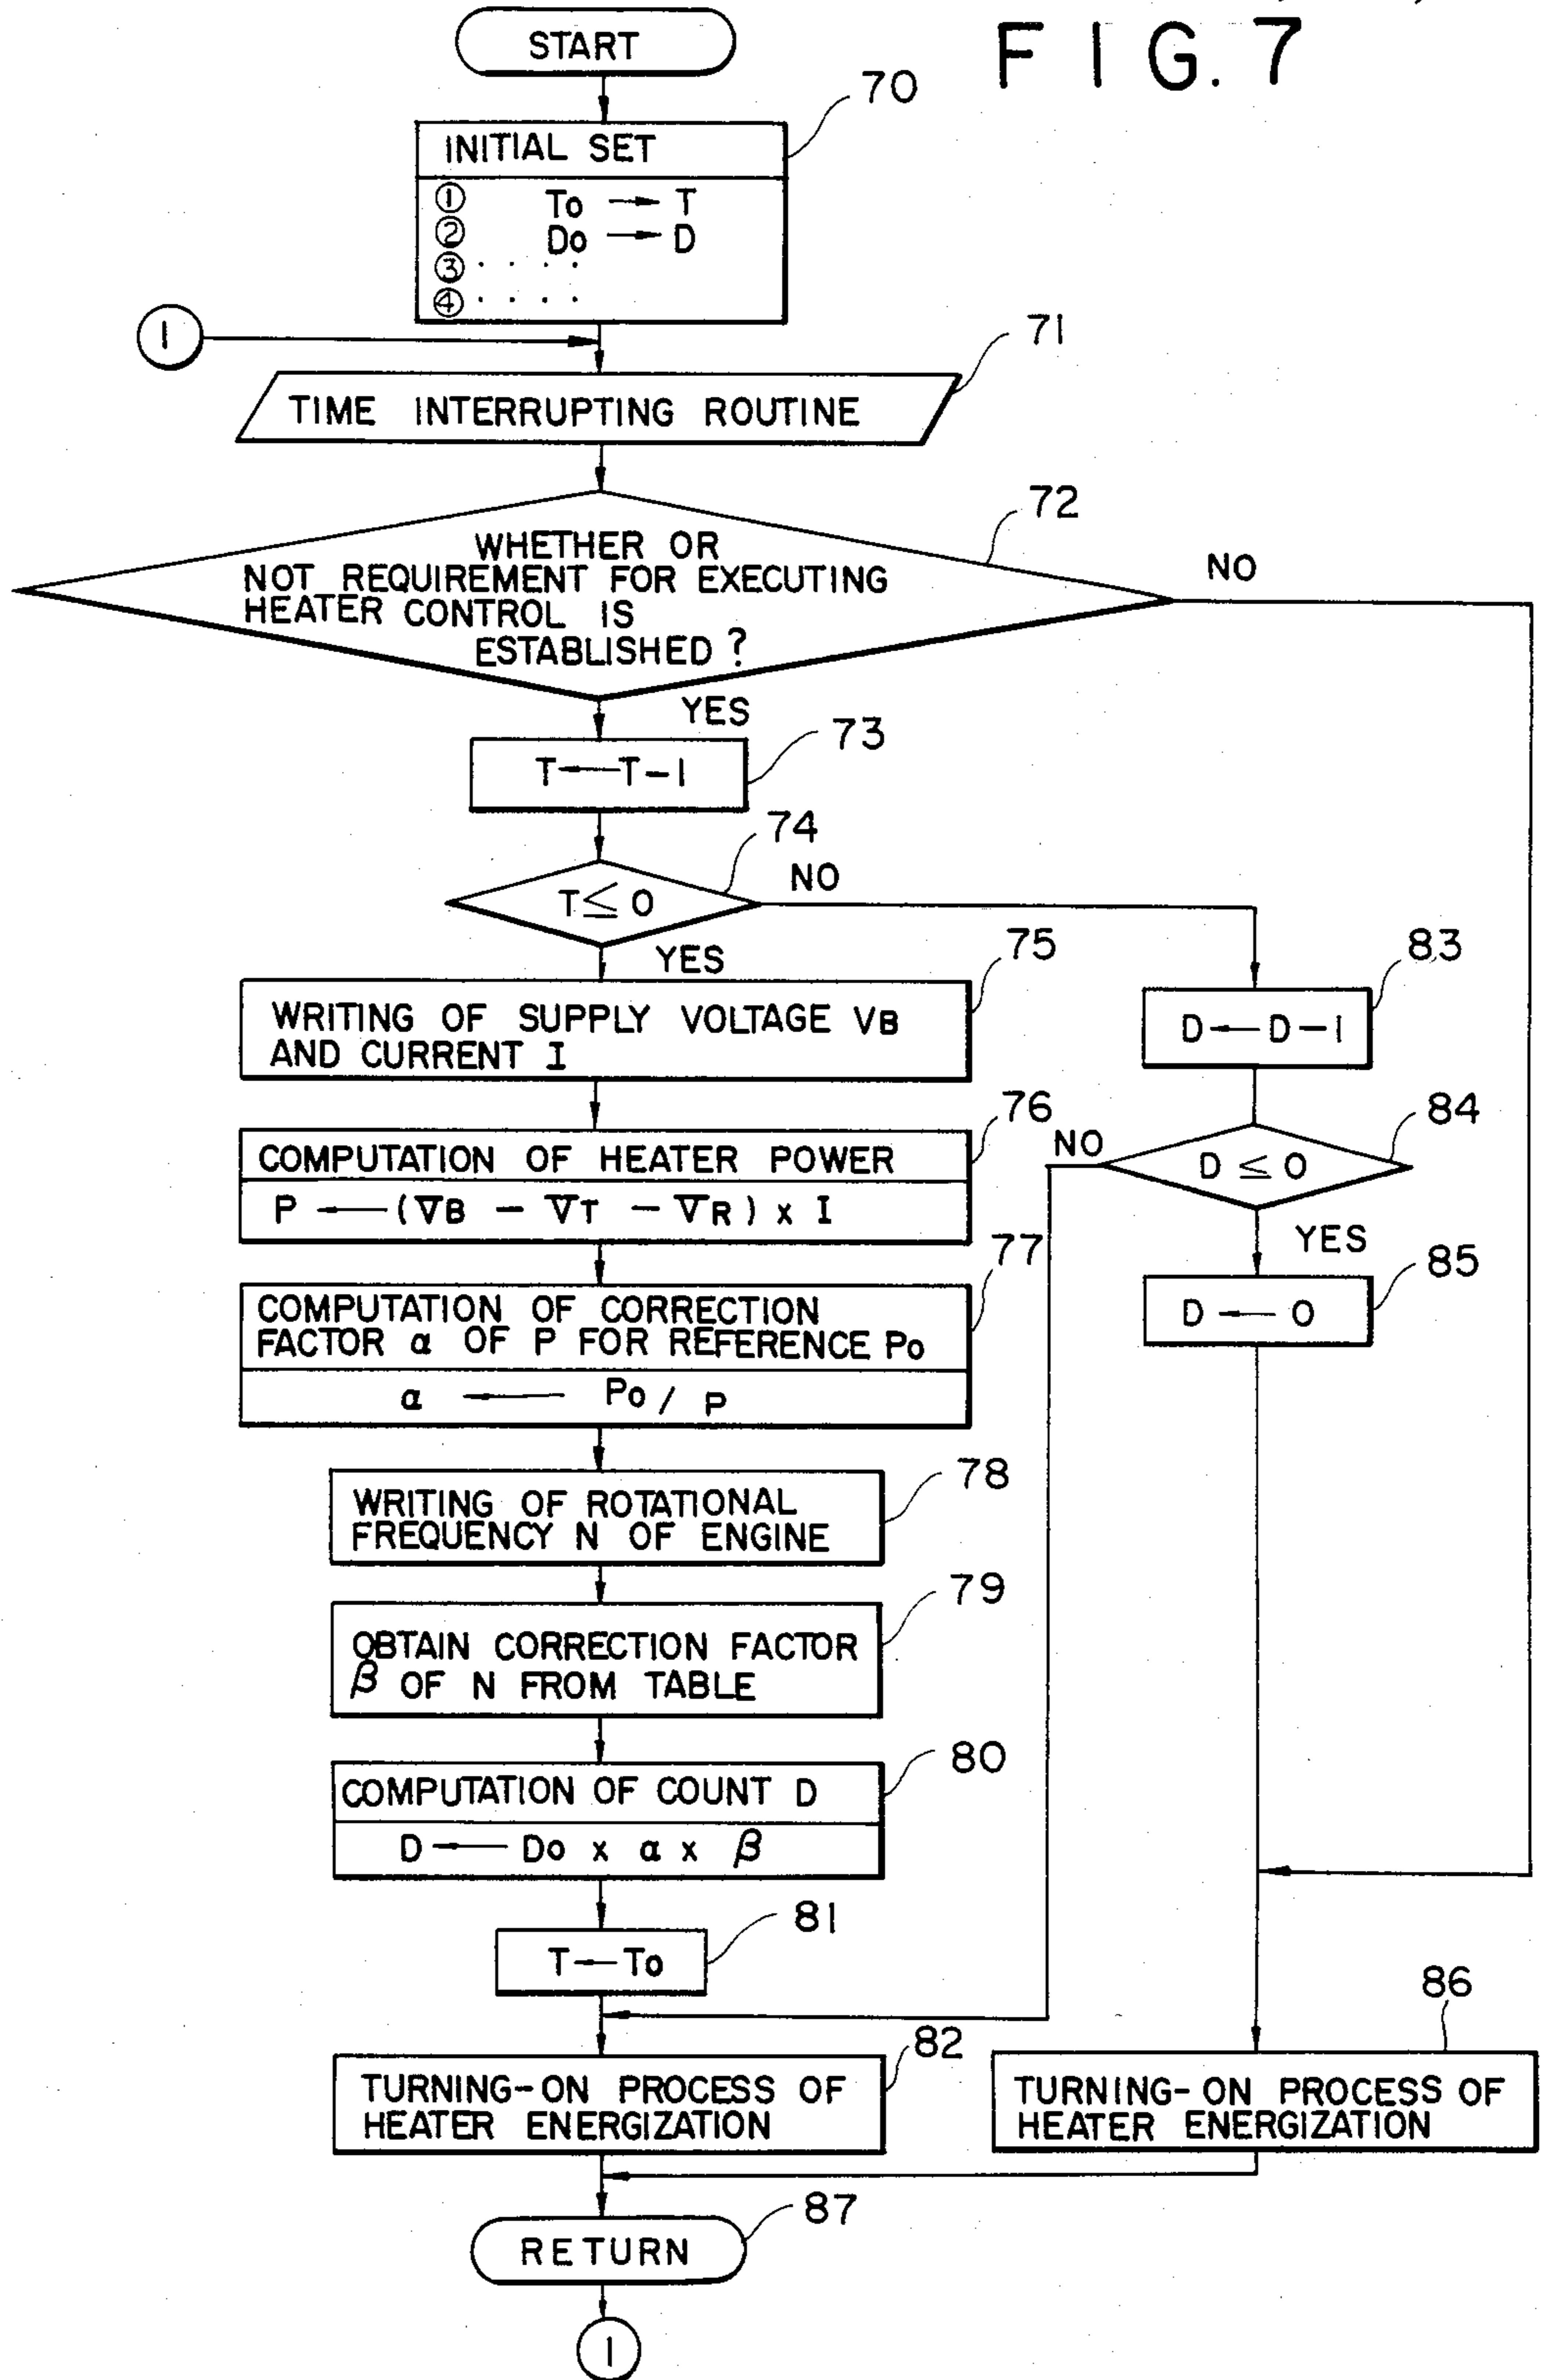 FIG. 7
START
70
INITIAL SET
① To → T
② Do → D
③ . . . .
④ . . . .
1
71
TIME INTERRUPTING ROUTINE
72
WHETHER OR
NOT REQUIREMENT FOR EXECUTING
HEATER CONTROL IS
ESTABLISHED ?
NO
YES
73
T ← T - 1
74
T ≦ 0
NO
YES
75
WRITING OF SUPPLY VOLTAGE VB
AND CURRENT I
83
D ← D - 1
76
COMPUTATION OF HEATER POWER
P ← (VB - VT - VR) x I
84
D ≤ 0
NO
YES
77
COMPUTATION OF CORRECTION
FACTOR α OF P FOR REFERENCE Po
α ← Po / P
85
D ← 0
78
WRITING OF ROTATIONAL
FREQUENCY N OF ENGINE
79
OBTAIN CORRECTION FACTOR
β OF N FROM TABLE
80
COMPUTATION OF COUNT D
D ← Do x α x β
81
T ← To
82
TURNING-ON PROCESS OF
HEATER ENERGIZATION
86
TURNING-ON PROCESS OF
HEATER ENERGIZATION
87
RETURN
1